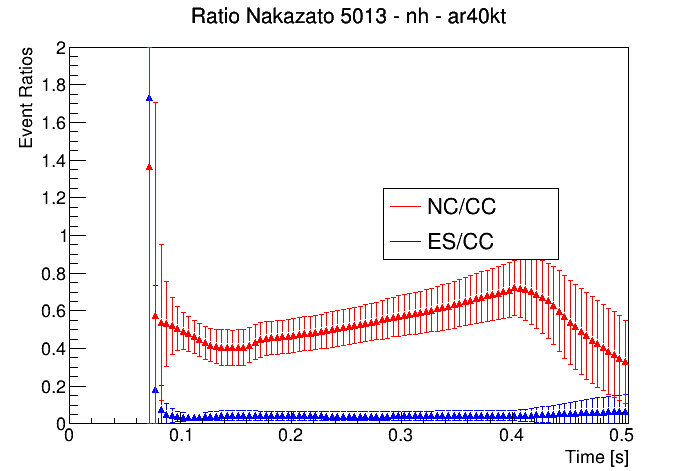 Ratio Nakazato 5013 - nh - ar40kt
Event Ratios
2
1.8
1.6
1.4
1.2
1
0.8
0.6
0.4
0.2
0
NC/CC
ES/CC
0 0.1 0.2 0.3 0.4 0.5
Time [s]